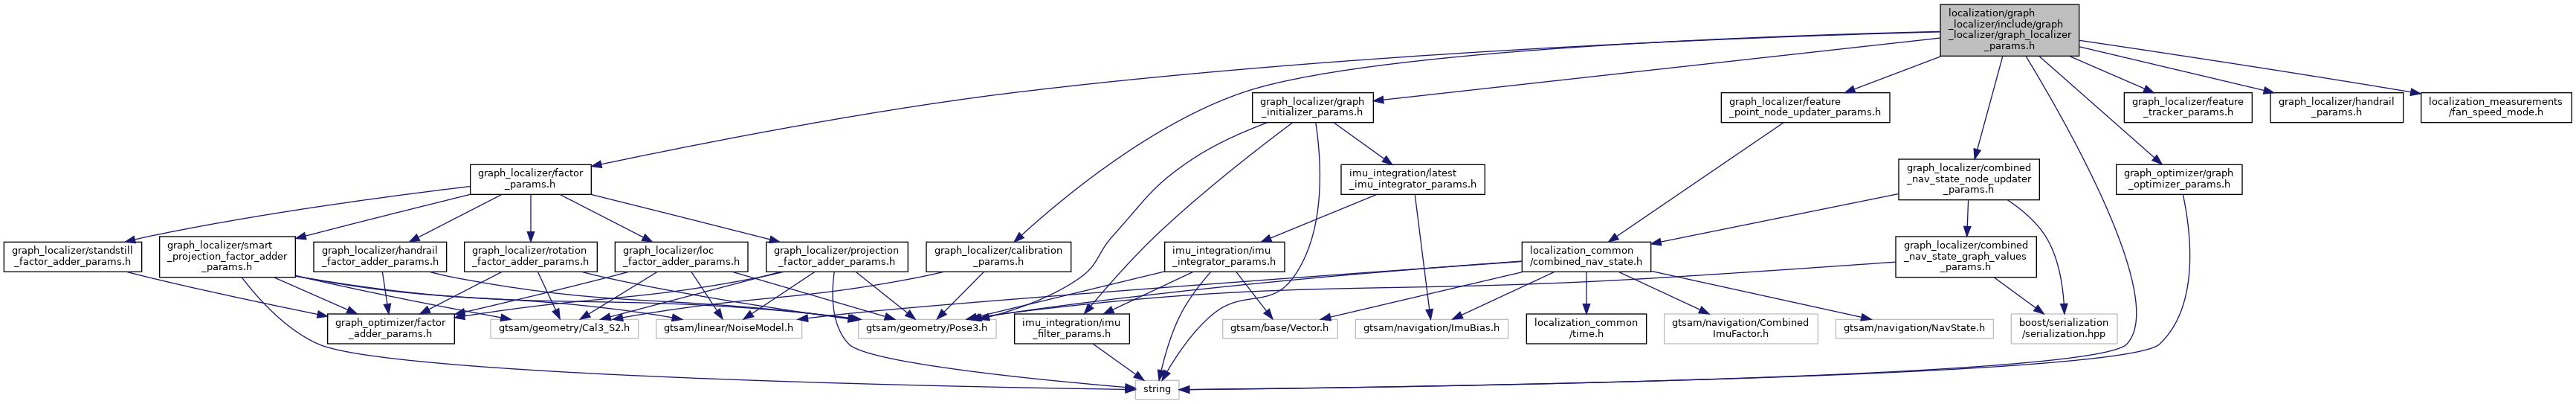 localization/graph
_localizer/include/graph
_localizer/graph_localizer
_params.h
graph_localizer/graph
_initializer_params.h
graph_localizer/feature
_point_node_updater_params.h
graph_localizer/feature
_tracker_params.h
graph_localizer/handrail
_params.h
localization_measurements
/fan_speed_mode.h
graph_localizer/factor
_params.h
imu_integration/latest
_imu_integrator_params.h
graph_localizer/combined
_nav_state_node_updater
_params.h
graph_optimizer/graph
_optimizer_params.h
graph_localizer/standstill
_factor_adder_params.h
graph_localizer/smart
_projection_factor_adder
_params.h
graph_localizer/handrail
_factor_adder_params.h
graph_localizer/rotation
_factor_adder_params.h
graph_localizer/loc
_factor_adder_params.h
graph_localizer/projection
_factor_adder_params.h
graph_localizer/calibration
_params.h
imu_integration/imu
_integrator_params.h
localization_common
/combined_nav_state.h
graph_localizer/combined
_nav_state_graph_values
_params.h
graph_optimizer/factor
_adder_params.h
gtsam/geometry/Cal3_S2.h
gtsam/linear/NoiseModel.h
gtsam/geometry/Pose3.h
imu_integration/imu
_filter_params.h
gtsam/base/Vector.h
gtsam/navigation/ImuBias.h
localization_common
/time.h
gtsam/navigation/Combined
ImuFactor.h
gtsam/navigation/NavState.h
boost/serialization
/serialization.hpp
string